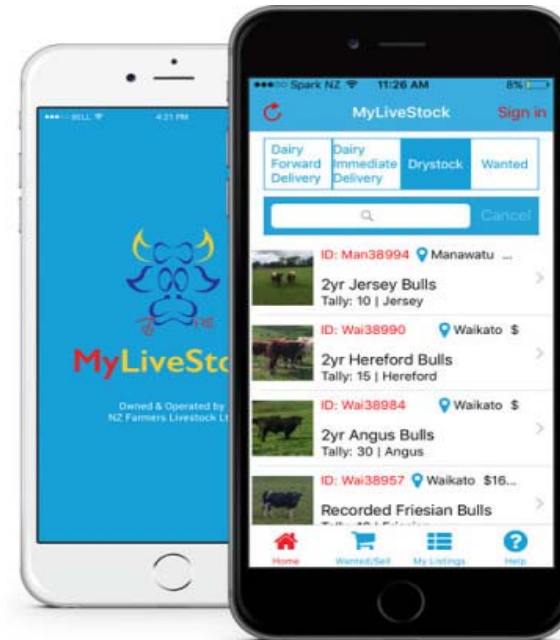 BELL
4:21 PM
MyLiveSto
Owned & Operated by
NZ Farmers Livestock Lt
Spark NZ 11:26 AM 8%
MyLiveStock Sign in
Dairy Forward Delivery
Dairy Immediate Delivery
Drystock
Wanted
Cancel
ID: Man38994 Manawatu ...
2yr Jersey Bulls
Tally: 10 | Jersey
ID: Wai38990 Waikato $
2yr Hereford Bulls
Tally: 15 | Hereford
ID: Wai38984 Waikato $
2yr Angus Bulls
Tally: 30 | Angus
ID: Wai38957 Waikato $16...
Recorded Friesian Bulls
Home Wanted/Sell My Listings Help